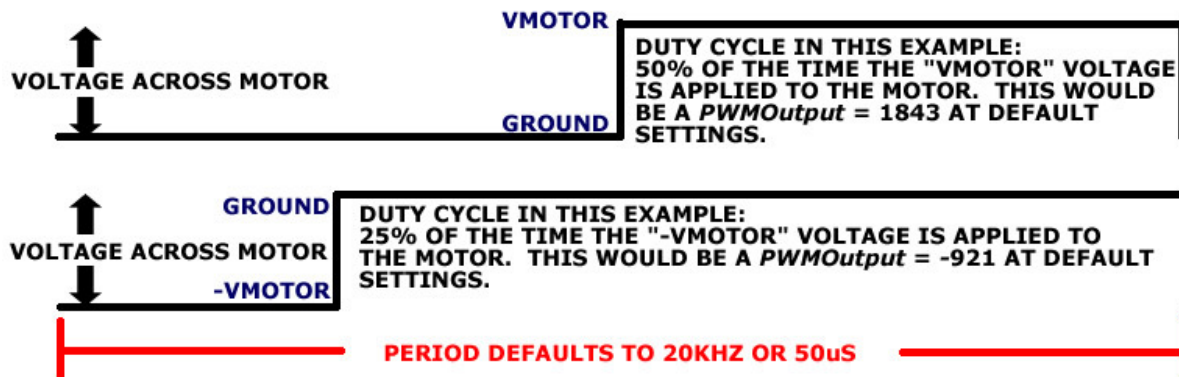 VMOTOR
DUTY CYCLE IN THIS EXAMPLE:
50% OF THE TIME THE "VMOTOR" VOLTAGE
IS APPLIED TO THE MOTOR. THIS WOULD
BE A PWMOutput = 1843 AT DEFAULT
SETTINGS.
VOLTAGE ACROSS MOTOR
GROUND
GROUND
DUTY CYCLE IN THIS EXAMPLE:
25% OF THE TIME THE "-VMOTOR" VOLTAGE IS APPLIED TO
THE MOTOR. THIS WOULD BE A PWMOutput = -921 AT DEFAULT
SETTINGS.
VOLTAGE ACROSS MOTOR
-VMOTOR
PERIOD DEFAULTS TO 20KHZ OR 50uS